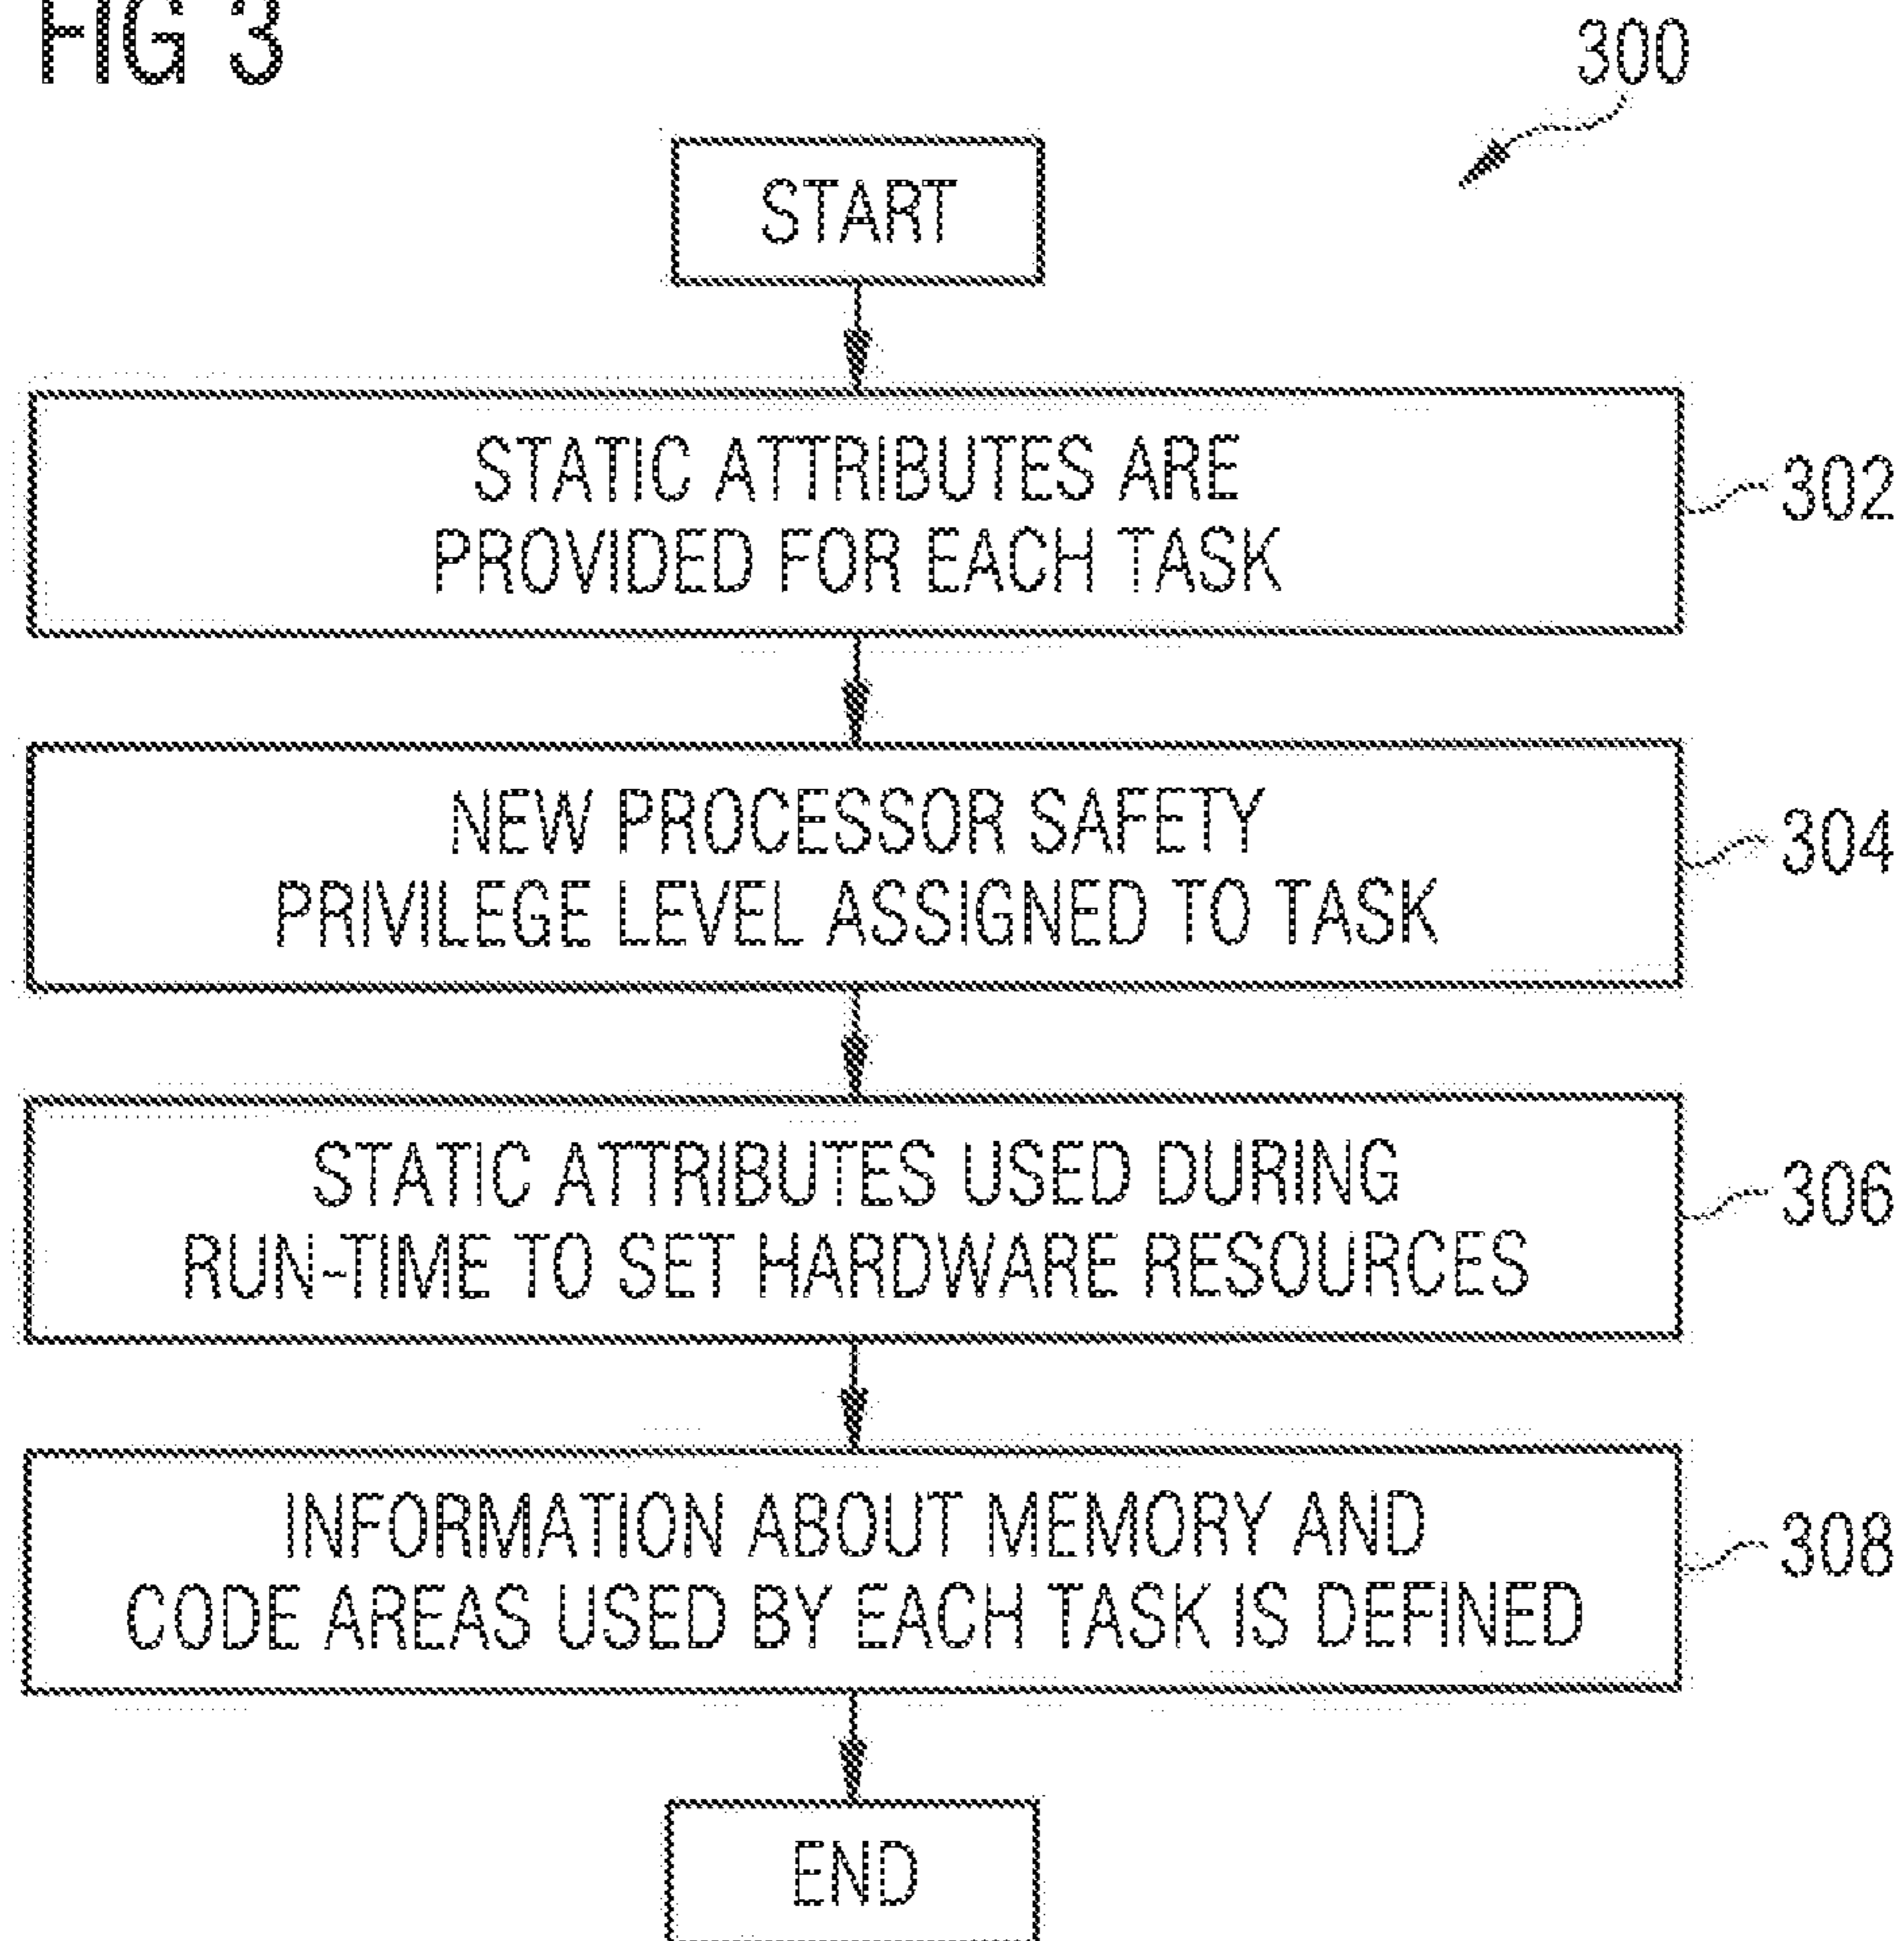 FIG 3
300
START
STATIC ATTRIBUTES ARE
PROVIDED FOR EACH TASK
302
NEW PROCESSOR SAFETY
PRIVILEGE LEVEL ASSIGNED TO TASK
304
STATIC ATTRIBUTES USED DURING
RUN-TIME TO SET HARDWARE RESOURCES
306
INFORMATION ABOUT MEMORY AND
CODE AREAS USED BY EACH TASK IS DEFINED
308
END